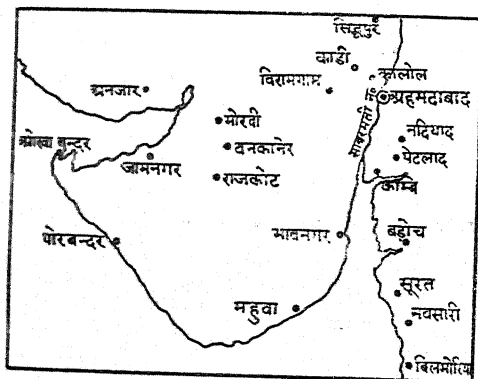 सिद्धपुर
काडी
कालोल
विरामगाम
अहमदाबाद
अनजार
मोरवी
साबरमती न०
नदियाद
ओखा बन्दर
वनकानेर
पेटलाद
जामनगर
राजकोट
काम्बे
पोरबन्दर
भावनगर
बड़ोच
सूरत
महुवा
नवसारी
बिलमोरिया